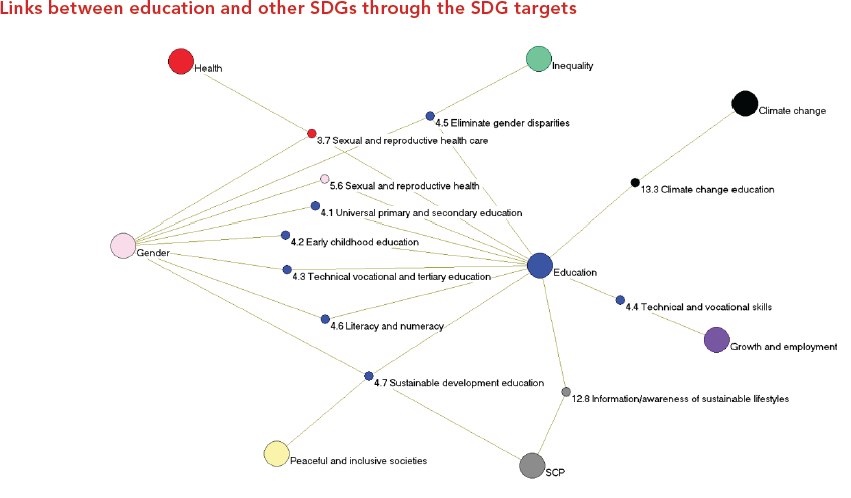 Links between education and other SDGs through the SDG targets
Health
Inequality
Climate change
4.5 Eliminate gender disparities
3.7 Sexual and reproductive health care
5.6 Sexual and reproductive health
13.3 Climate change education
4.1 Universal primary and secondary education
4.2 Early childhood education
Gender
4.3 Technical vocational and tertiary education
Education
4.4 Technical and vocational skills
4.6 Literacy and numeracy
Growth and employment
4.7 Sustainable development education
12.8 Information/awareness of sustainable lifestyles
Peaceful and inclusive societies
SCP